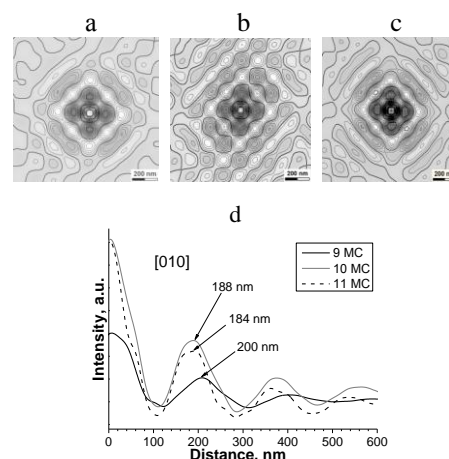 a b c
200 nm 200 nm 200 nm
d
[010]
9 MC
10 MC
11 MC
188 nm
184 nm
200 nm
Intensity, a.u.
0 100 200 300 400 500 600
Distance, nm